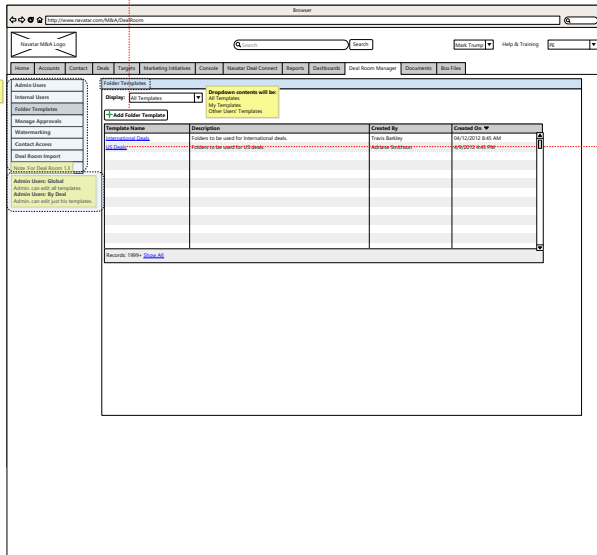 Browser
http://www.navatar.com/M&A/DealRoom
Navatar M&A Logo
Search
Search
Mark Trump
Help & Training
PE
Home Accounts Contact Deals Targets Marketing Initiatives Console Navatar Deal Connect Reports Dashboards Deal Room Manager Documents Box Files
Admin Users
Internal Users
Folder Templates
Manage Approvals
Watermarking
Contact Access
Deal Room Import
Note: For Deal Room 1.3
Admin Users: Global
Admin. can edit all templates.
Admin Users: By Deal
Admin. can edit just his templates.
Folder Templates
Display: All Templates
Dropdown contents will be:
All Templates
My Templates
Other Users' Templates
Add Folder Template
Template Name Description Created By Created On
International Deals Folders to be used for International deals. Travis Barkley 04/12/2012 8:45 AM
US Deals Folders to be used for US deals. Adriane Smithson 4/9/2012 4:45 PM
Records: 1999+ Show All